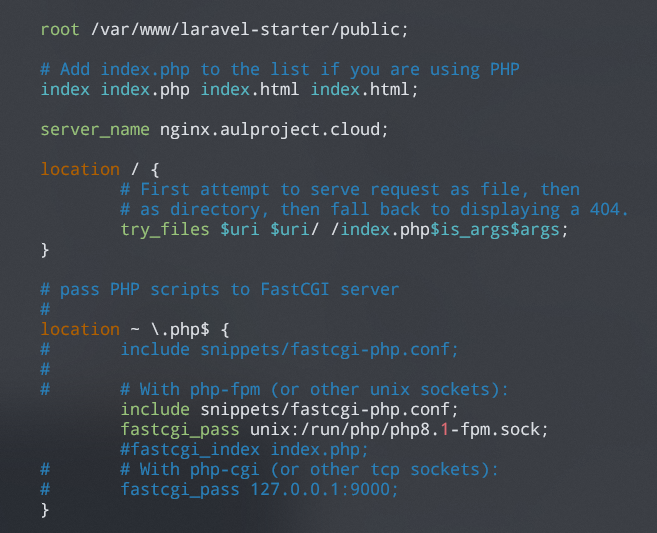 root /var/www/laravel-starter/public;
# Add index.php to the list if you are using PHP
index index.php index.html index.html;
server_name nginx.aulproject.cloud;
location / {
# First attempt to serve request as file, then
# as directory, then fall back to displaying a 404.
try_files $uri $uri/ /index.php$is_args$args;
}
# pass PHP scripts to FastCGI server
#
location ~ \.php$ {
# include snippets/fastcgi-php.conf;
#
# # With php-fpm (or other unix sockets):
include snippets/fastcgi-php.conf;
fastcgi_pass unix:/run/php/php8.1-fpm.sock;
#fastcgi_index index.php;
# # With php-cgi (or other tcp sockets):
# fastcgi_pass 127.0.0.1:9000;
}